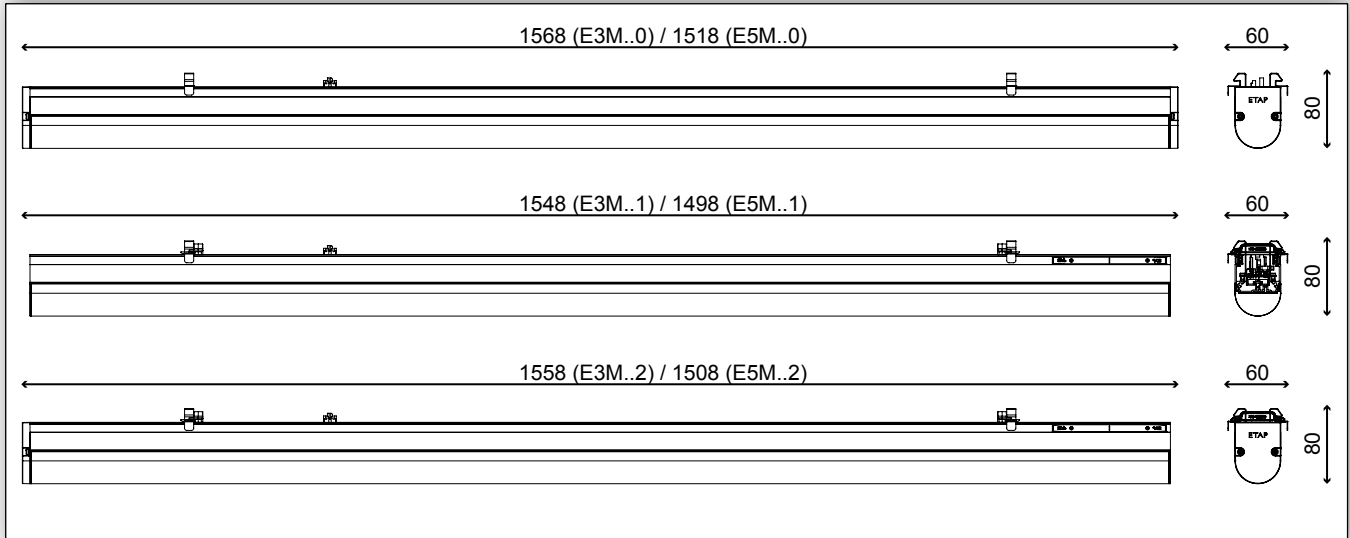 1568 (E3M..0) / 1518 (E5M..0)
60
80
ETAP
1548 (E3M..1) / 1498 (E5M..1)
60
80
1558 (E3M..2) / 1508 (E5M..2)
60
80
ETAP